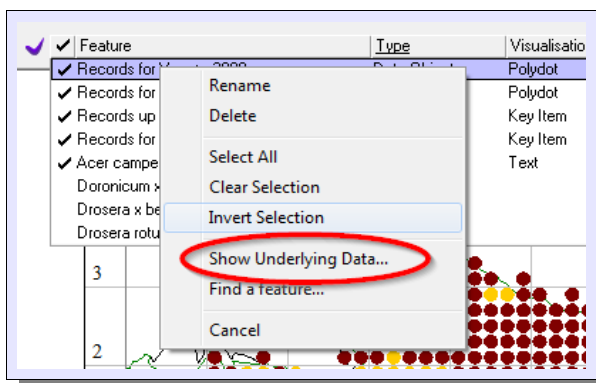 Feature Type Visualisatio
Records for Data Object Polydot
Records for Polydot
Records up Key Item
Records for Key Item
Acer campe Text
Doronicum x
Drosera x be
Drosera rotu
Rename
Delete
Select All
Clear Selection
Invert Selection
Show Underlying Data...
Find a feature...
Cancel
3
2